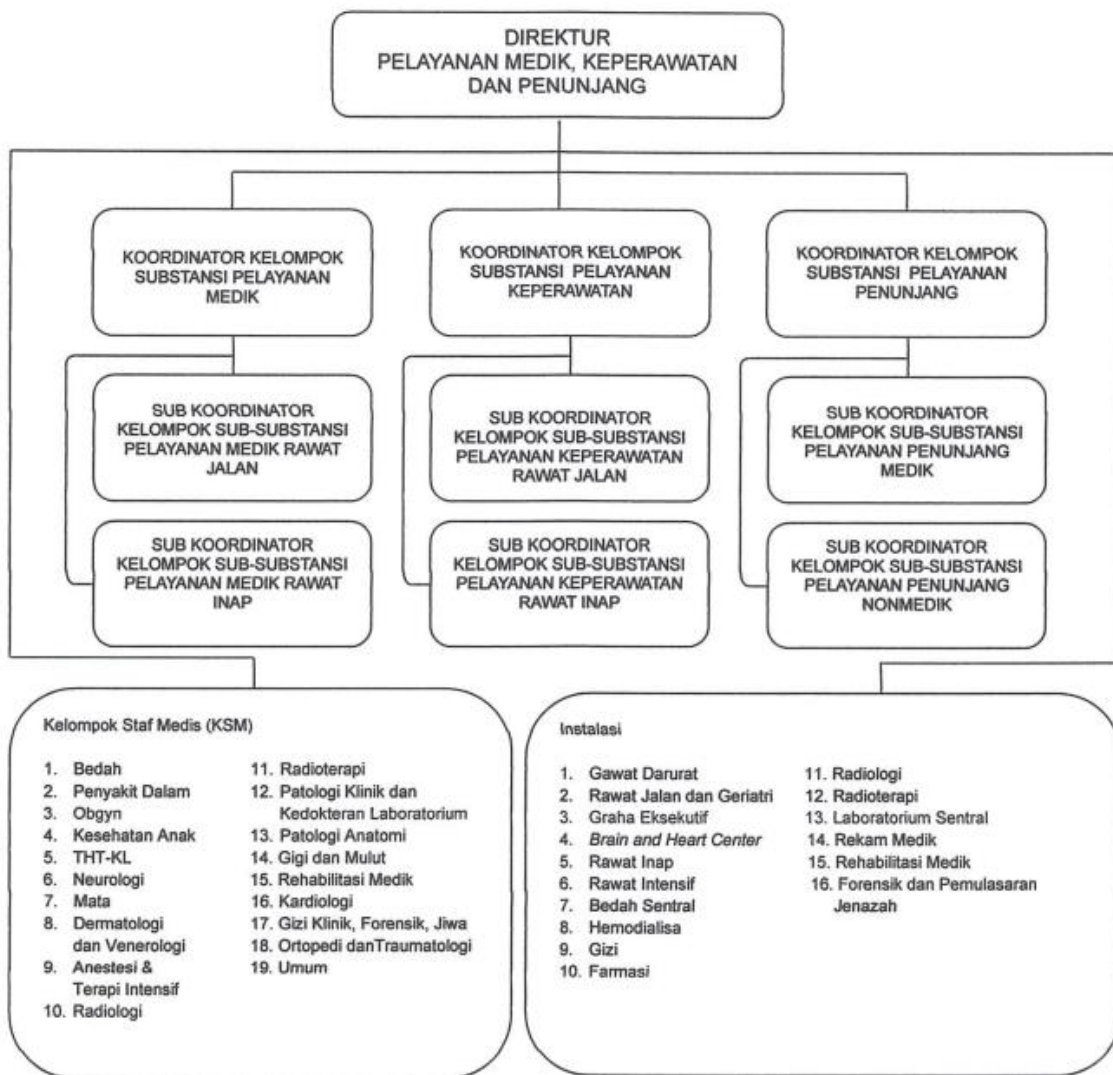 DIREKTUR
PELAYANAN MEDIK, KEPERAWATAN
DAN PENUNJANG
KOORDINATOR KELOMPOK
SUBSTANSI PELAYANAN
MEDIK
KOORDINATOR KELOMPOK
SUBSTANSI PELAYANAN
KEPERAWATAN
KOORDINATOR KELOMPOK
SUBSTANSI PELAYANAN
PENUNJANG
SUB KOORDINATOR
KELOMPOK SUB-SUBSTANSI
PELAYANAN MEDIK RAWAT
JALAN
SUB KOORDINATOR
KELOMPOK SUB-SUBSTANSI
PELAYANAN KEPERAWATAN
RAWAT JALAN
SUB KOORDINATOR
KELOMPOK SUB-SUBSTANSI
PELAYANAN PENUNJANG
MEDIK
SUB KOORDINATOR
KELOMPOK SUB-SUBSTANSI
PELAYANAN MEDIK RAWAT
INAP
SUB KOORDINATOR
KELOMPOK SUB-SUBSTANSI
PELAYANAN KEPERAWATAN
RAWAT INAP
SUB KOORDINATOR
KELOMPOK SUB-SUBSTANSI
PELAYANAN PENUNJANG
NONMEDIK
Kelompok Staf Medis (KSM)
1. Bedah
2. Penyakit Dalam
3. Obgyn
4. Kesehatan Anak
5. THT-KL
6. Neurologi
7. Mata
8. Dermatologi
dan Venerologi
9. Anestesi &
Terapi Intensif
10. Radiologi
11. Radioterapi
12. Patologi Klinik dan
Kedokteran Laboratorium
13. Patologi Anatomi
14. Gigi dan Mulut
15. Rehabilitasi Medik
16. Kardiologi
17. Gizi Klinik, Forensik, Jiwa
18. Ortopedi danTraumatologi
19. Umum
Instalasi
1. Gawat Darurat
2. Rawat Jalan dan Geriatri
3. Graha Eksekutif
4. Brain and Heart Center
5. Rawat Inap
6. Rawat Intensif
7. Bedah Sentral
8. Hemodialisa
9. Gizi
10. Farmasi
11. Radiologi
12. Radioterapi
13. Laboratorium Sentral
14. Rekam Medik
15. Rehabilitasi Medik
16. Forensik dan Pemulasaran
Jenazah